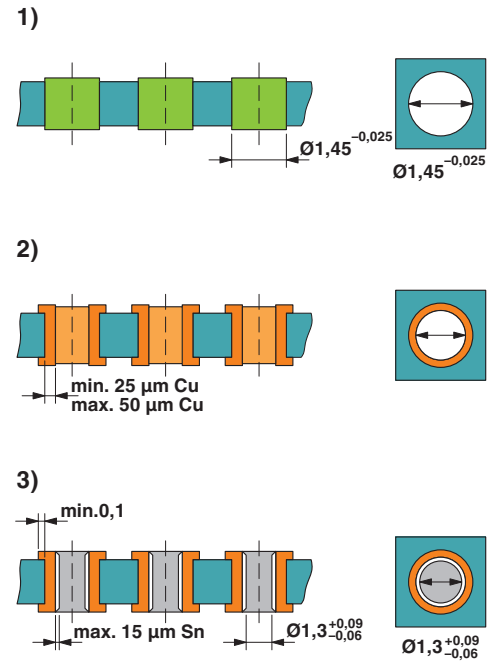 1)
Ø1,45 -0,025
Ø1,45 -0,025
2)
min. 25 µm Cu
max. 50 µm Cu
3)
min.0,1
max. 15 µm Sn
Ø1,3 +0,09 -0,06
Ø1,3 +0,09 -0,06